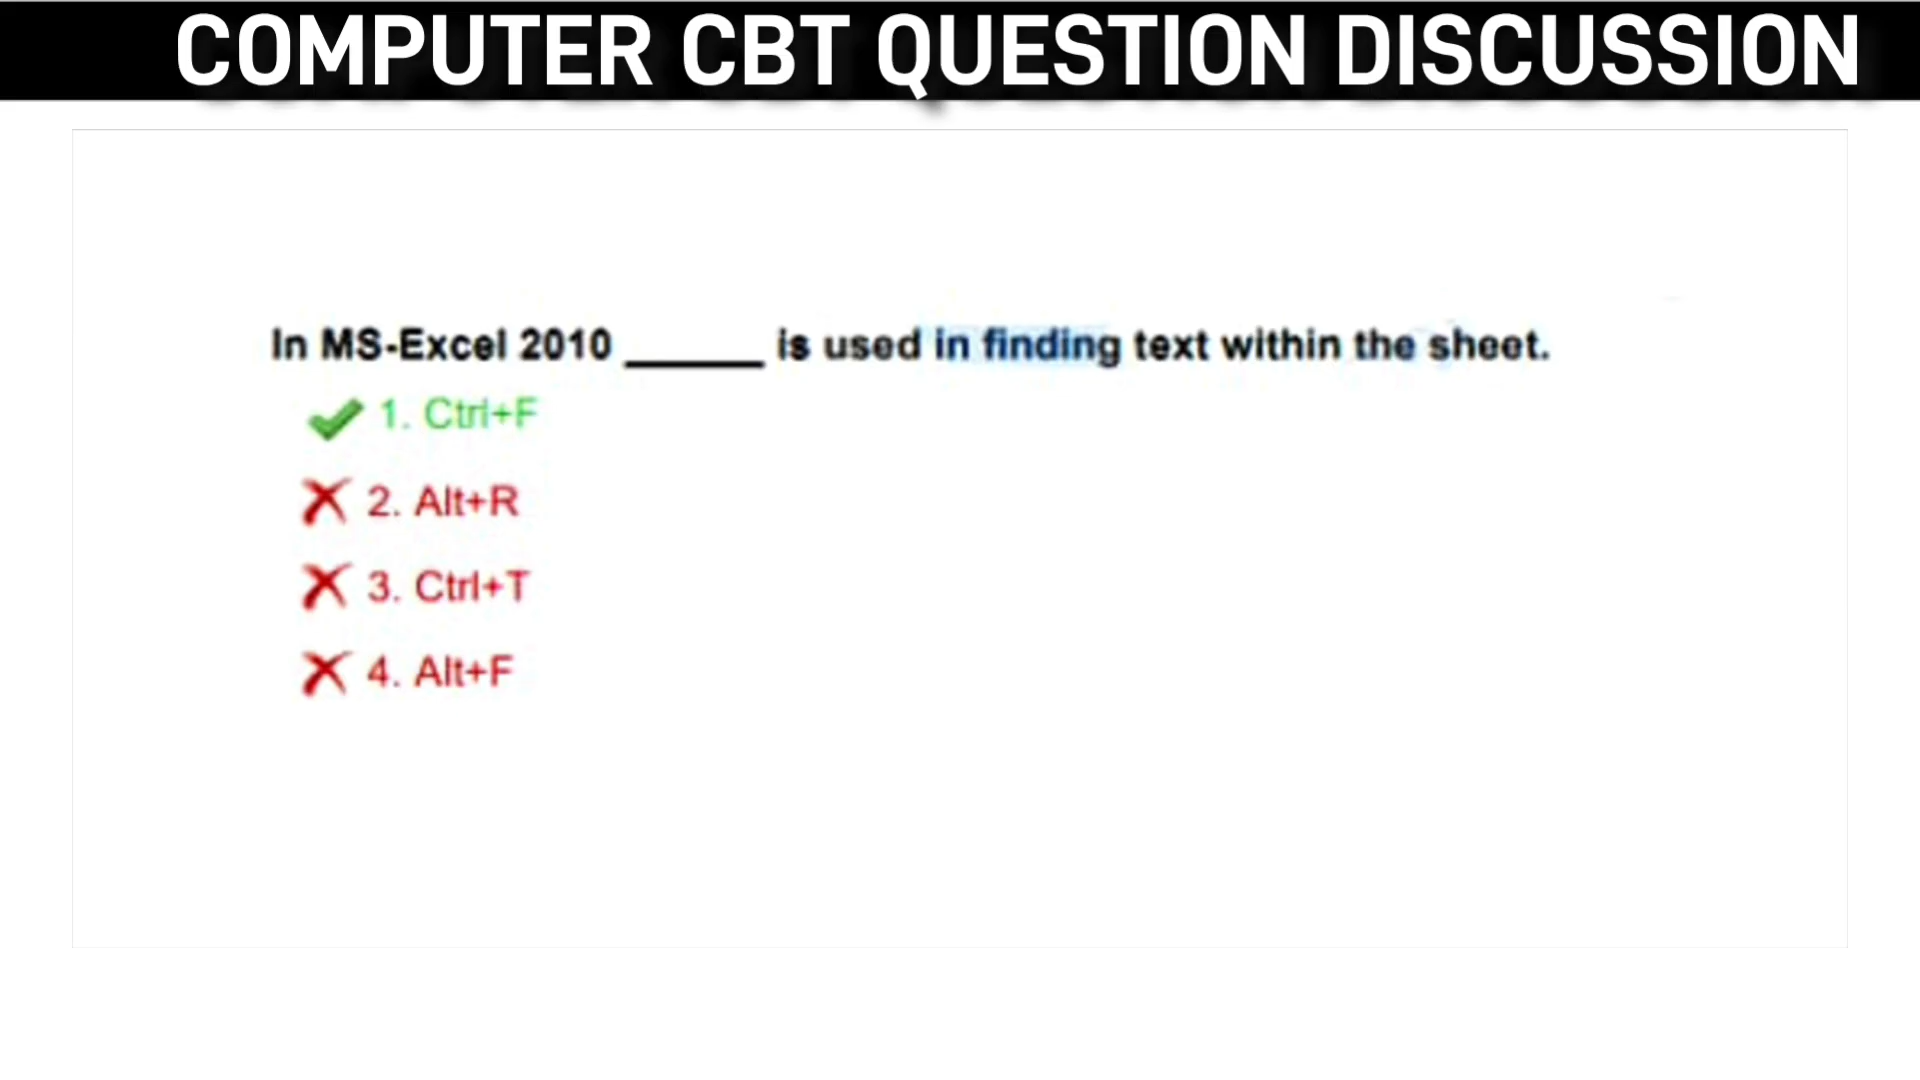 COMPUTER CBT QUESTION DISCUSSION
In MS-Excel 2010 ______ is used in finding text within the sheet.
1. Ctrl+F
2. Alt+R
3. Ctrl+T
4. Alt+F